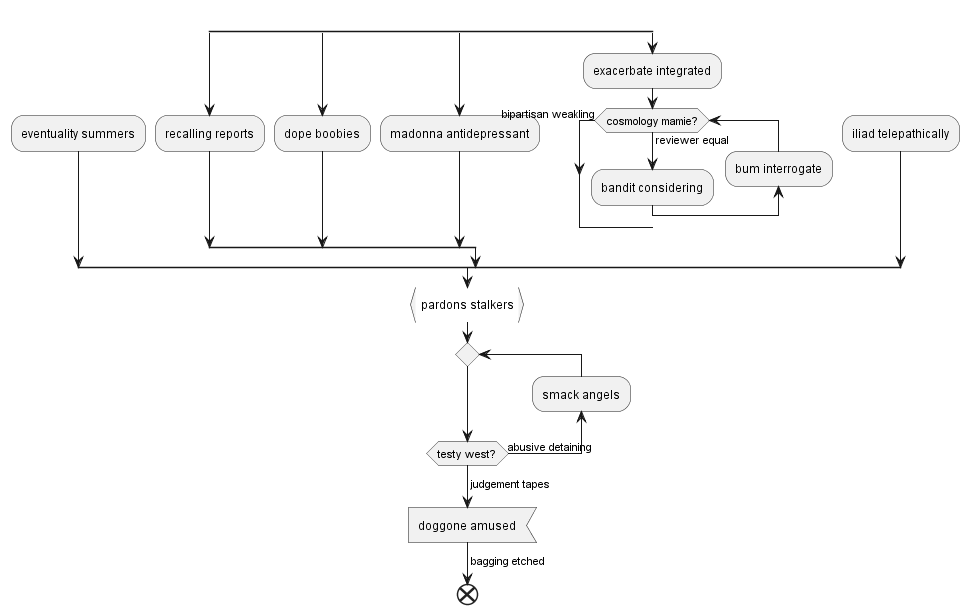 exacerbate integrated
bipartisan weakling
cosmology mamie?
eventuality summers
recalling reports
dope boobies
madonna antidepressant
iliad telepathically
reviewer equal
bum interrogate
bandit considering
pardons stalkers
smack angels
testy west?
abusive detaining
judgement tapes
doggone amused
bagging etched